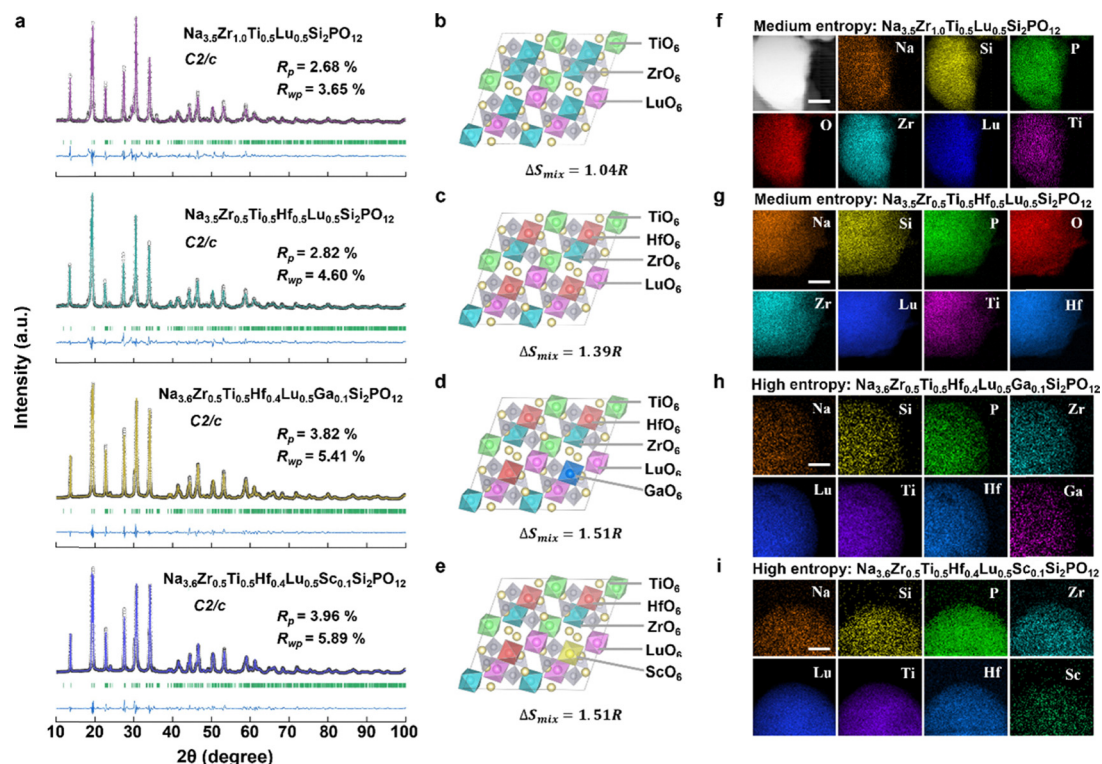 a
Intensity (a.u.)
Na3.5Zr1.0Ti0.5Lu0.5Si2PO12
C2/c
Rp = 2.68 %
Rwp = 3.65 %
Na3.5Zr0.5Ti0.5Hf0.5Lu0.5Si2PO12
C2/c
Rp = 2.82 %
Rwp = 4.60 %
Na3.6Zr0.5Ti0.5Hf0.4Lu0.5Ga0.1Si2PO12
C2/c
Rp = 3.82 %
Rwp = 5.41 %
Na3.6Zr0.5Ti0.5Hf0.4Lu0.5Sc0.1Si2PO12
C2/c
Rp = 3.96 %
Rwp = 5.89 %
10 20 30 40 50 60 70 80 90 100
2θ (degree)
b
TiO6
ZrO6
LuO6
ΔSmix = 1.04R
c
TiO6
HfO6
ZrO6
LuO6
ΔSmix = 1.39R
d
TiO6
HfO6
ZrO6
LuO6
GaO6
ΔSmix = 1.51R
e
TiO6
HfO6
ZrO6
LuO6
ScO6
ΔSmix = 1.51R
f
Medium entropy: Na3.5Zr1.0Ti0.5Lu0.5Si2PO12
Na Si P
O Zr Lu Ti
g
Medium entropy: Na3.5Zr0.5Ti0.5Hf0.5Lu0.5Si2PO12
Na Si P O
Zr Lu Ti Hf
h
High entropy: Na3.6Zr0.5Ti0.5Hf0.4Lu0.5Ga0.1Si2PO12
Na Si P Zr
Lu Ti Hf Ga
i
High entropy: Na3.6Zr0.5Ti0.5Hf0.4Lu0.5Sc0.1Si2PO12
Na Si P Zr
Lu Ti Hf Sc